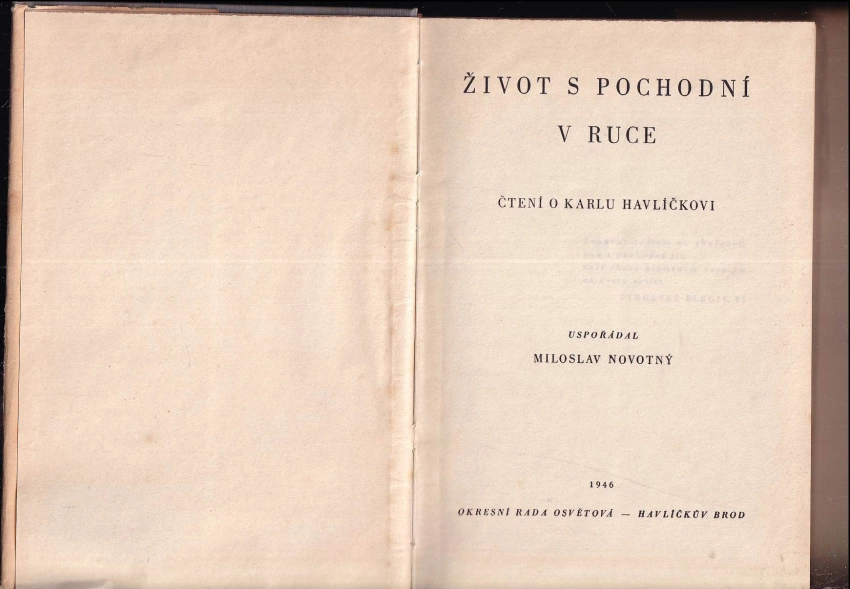 ŽIVOT S POCHODNÍ
V RUCE
ČTENÍ O KARLU HAVLÍČKOVI
USPOŘÁDAL
MILOSLAV NOVOTNÝ
1946
OKRESNÍ RADA OSVĚTOVÁ — HAVLÍČKŮV BROD